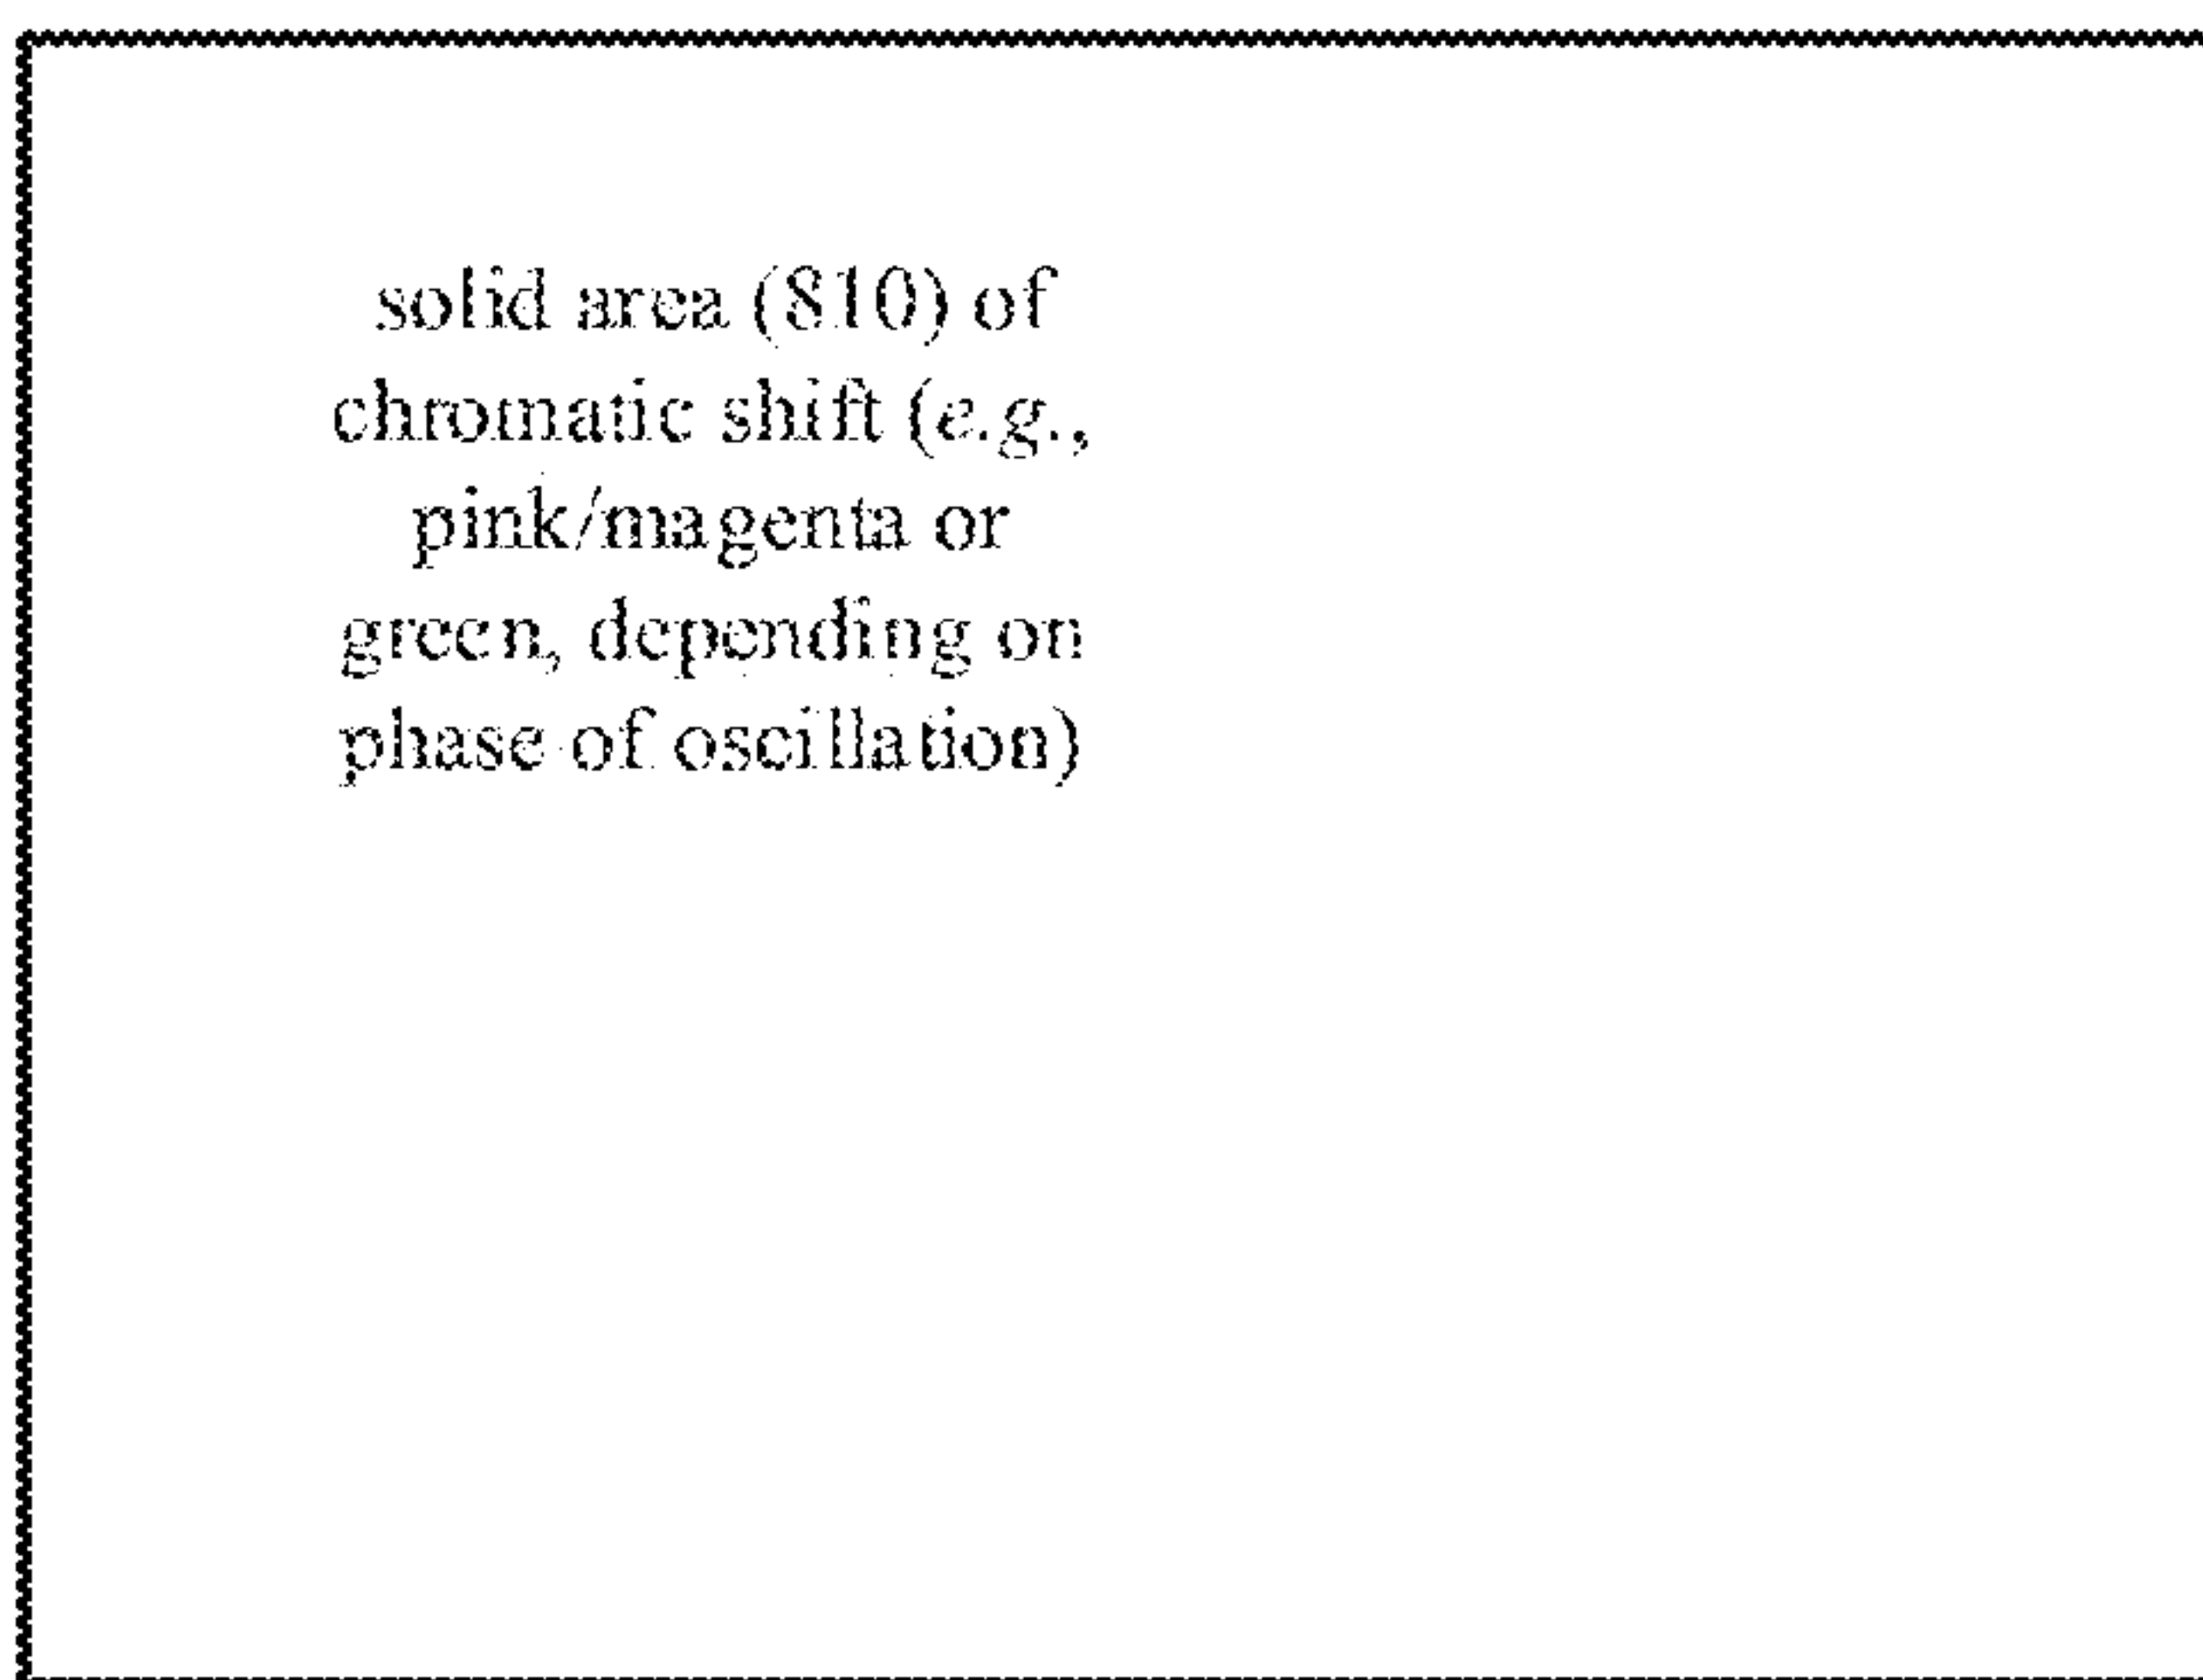 solid area (810) of
chromatic shift (e.g.,
pink/magenta or
green, depending on
phase of oscillation)